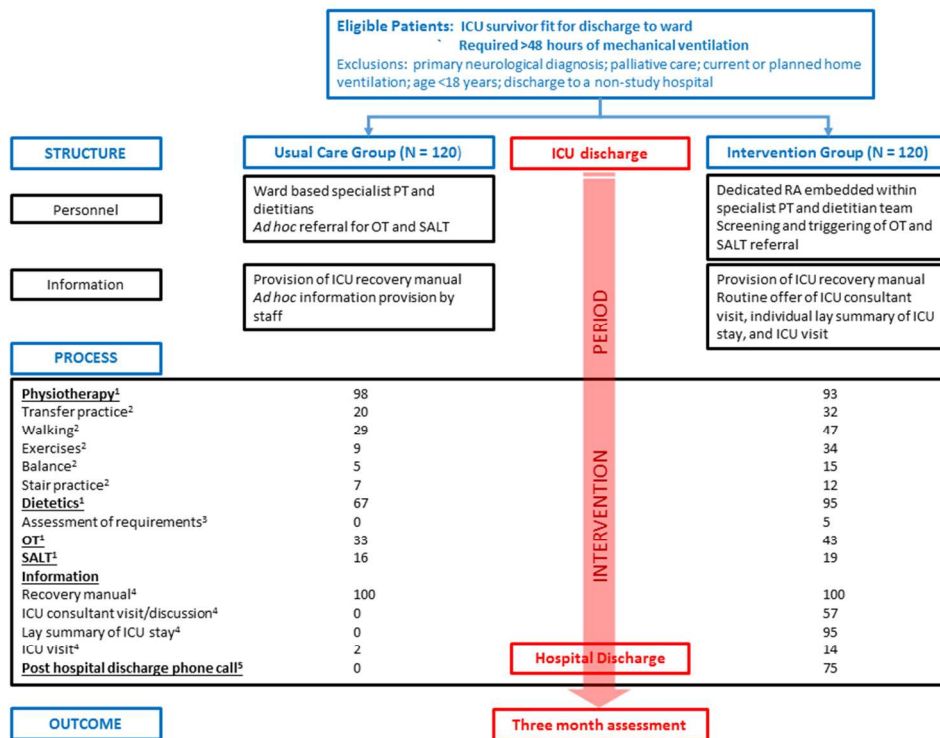 Eligible Patients: ICU survivor fit for discharge to ward
` Required >48 hours of mechanical ventilation
Exclusions: primary neurological diagnosis; palliative care; current or planned home
ventilation; age <18 years; discharge to a non-study hospital
STRUCTURE
Usual Care Group (N = 120)
ICU discharge
Intervention Group (N = 120)
Personnel
Ward based specialist PT and
dietitians
Ad hoc referral for OT and SALT
Dedicated RA embedded within
specialist PT and dietitian team
Screening and triggering of OT and
SALT referral
Information
Provision of ICU recovery manual
Ad hoc information provision by
staff
Provision of ICU recovery manual
Routine offer of ICU consultant
visit, individual lay summary of ICU
stay, and ICU visit
INTERVENTION PERIOD
PROCESS
Physiotherapy¹ 98 93
Transfer practice² 20 32
Walking² 29 47
Exercises² 9 34
Balance² 5 15
Stair practice² 7 12
Dietetics¹ 67 95
Assessment of requirements³ 0 5
OT¹ 33 43
SALT¹ 16 19
Information
Recovery manual⁴ 100 100
ICU consultant visit/discussion⁴ 0 57
Lay summary of ICU stay⁴ 0 95
ICU visit⁴ 2 14
Hospital Discharge
Post hospital discharge phone call⁵ 0 75
OUTCOME
Three month assessment